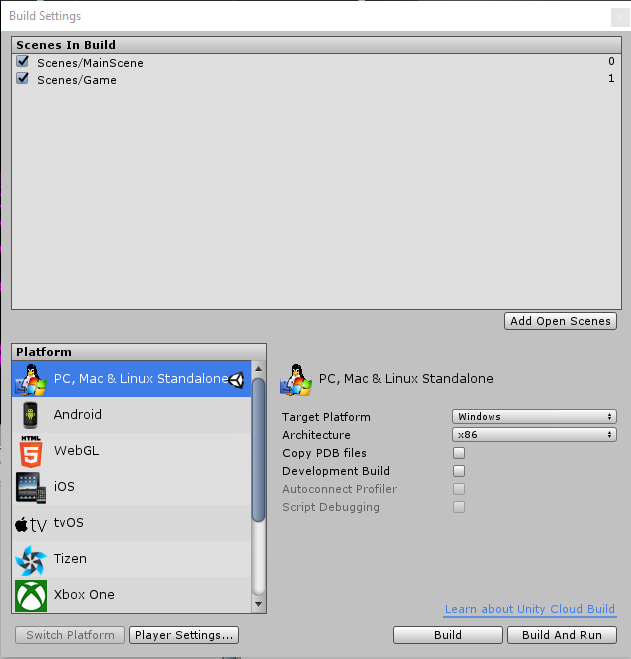 Build Settings
Scenes In Build
Scenes/MainScene 0
Scenes/Game 1
Add Open Scenes
Platform
PC, Mac & Linux Standalone
Android
HTML
5
WebGL
iOS
tv
tvOS
Tizen
Xbox One
PC, Mac & Linux Standalone
Target Platform Windows
Architecture x86
Copy PDB files
Development Build
Autoconnect Profiler
Script Debugging
Learn about Unity Cloud Build
Switch Platform Player Settings... Build Build And Run